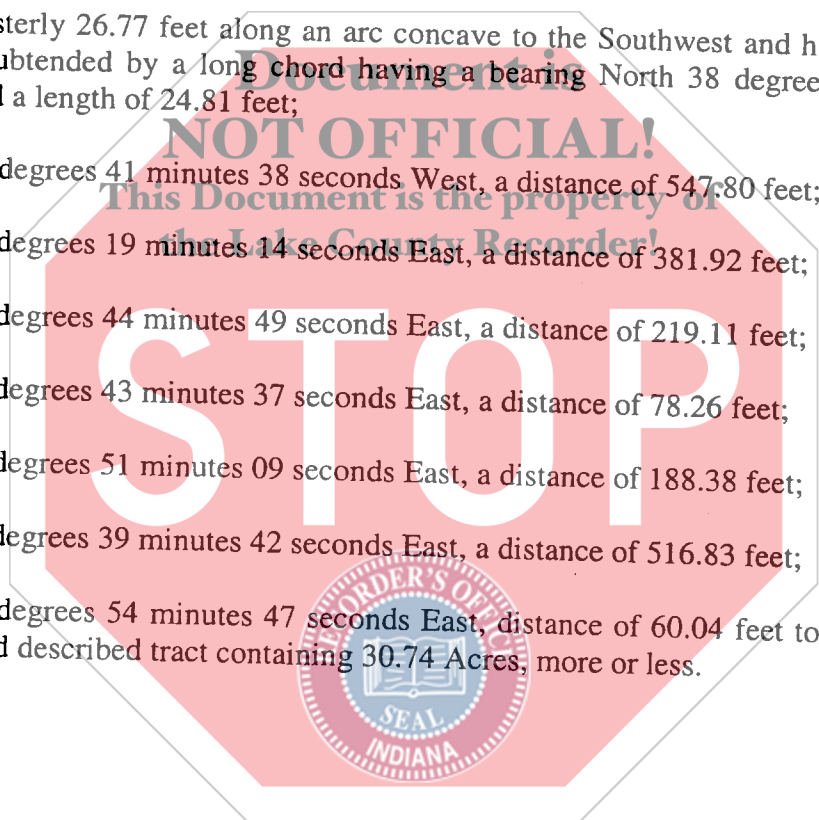 sterly 26.77 feet along an arc concave to the Southwest and h
ubtended by a long chord having a bearing North 38 degree
a length of 24.81 feet;
Document is
NOT OFFICIAL!
This Document is the property of
the Lake County Recorder!
degrees 41 minutes 38 seconds West, a distance of 547.80 feet;
degrees 19 minutes 14 seconds East, a distance of 381.92 feet;
STOP
degrees 44 minutes 49 seconds East, a distance of 219.11 feet;
degrees 43 minutes 37 seconds East, a distance of 78.26 feet;
degrees 51 minutes 09 seconds East, a distance of 188.38 feet;
degrees 39 minutes 42 seconds East, a distance of 516.83 feet;
degrees 54 minutes 47 seconds East, distance of 60.04 feet to
d described tract containing 30.74 Acres, more or less.
RECORDER'S OFFICE
SEAL
INDIANA